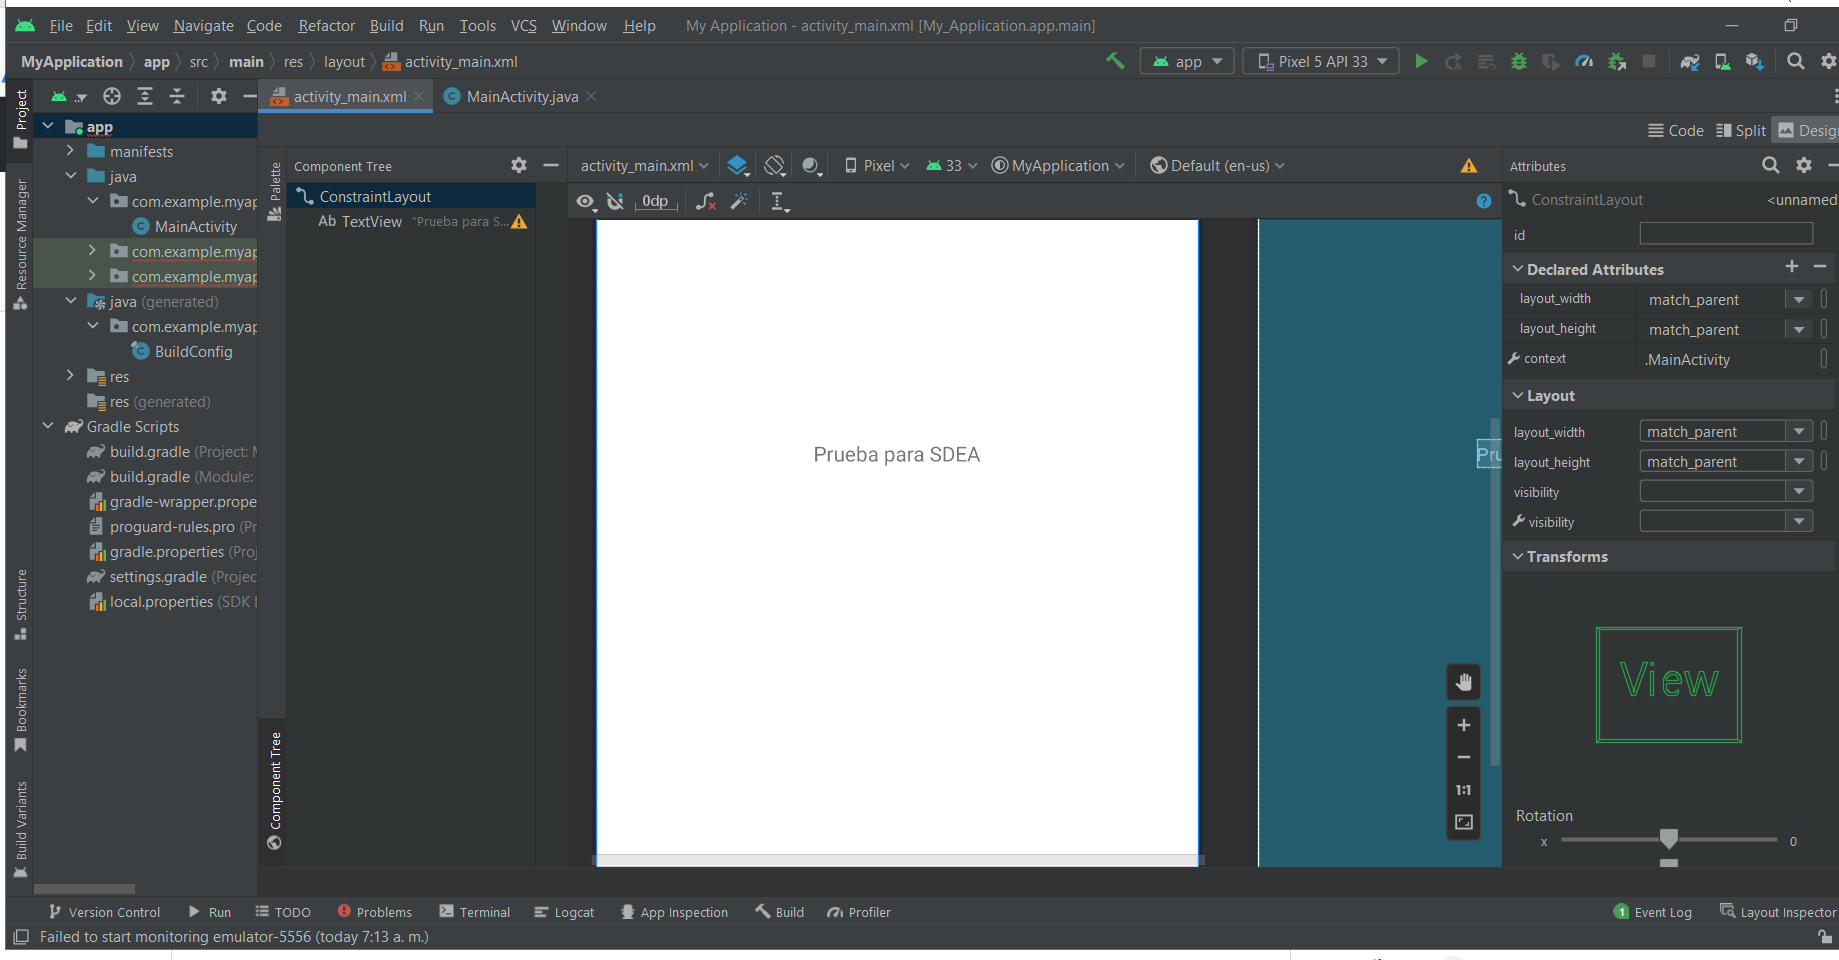 File Edit View Navigate Code Refactor Build Run Tools VCS Window Help My Application - activity_main.xml [My_Application.app.main]
MyApplication app src main res layout activity_main.xml app Pixel 5 API 33
activity_main.xml MainActivity.java
Code Split Desig
Project
Resource Manager
Structure
Bookmarks
Build Variants
app
manifests
java
com.example.myap
MainActivity
com.example.myap
com.example.myap
java (generated)
com.example.myap
BuildConfig
res
res (generated)
Gradle Scripts
build.gradle (Project: M
build.gradle (Module:
gradle-wrapper.prope
proguard-rules.pro (Pr
gradle.properties (Proj
settings.gradle (Projec
local.properties (SDK L
Palette
Component Tree
Component Tree
ConstraintLayout
Ab TextView "Prueba para S...
activity_main.xml Pixel 33 MyApplication Default (en-us)
0dp
?
Prueba para SDEA
Pru
1:1
Attributes
ConstraintLayout <unnamed
id
Declared Attributes
layout_width match_parent
layout_height match_parent
context .MainActivity
Layout
layout_width match_parent
layout_height match_parent
visibility
visibility
Transforms
View
Rotation
x 0
Version Control Run TODO Problems Terminal Logcat App Inspection Build Profiler 1 Event Log Layout Inspector
Failed to start monitoring emulator-5556 (today 7:13 a. m.)